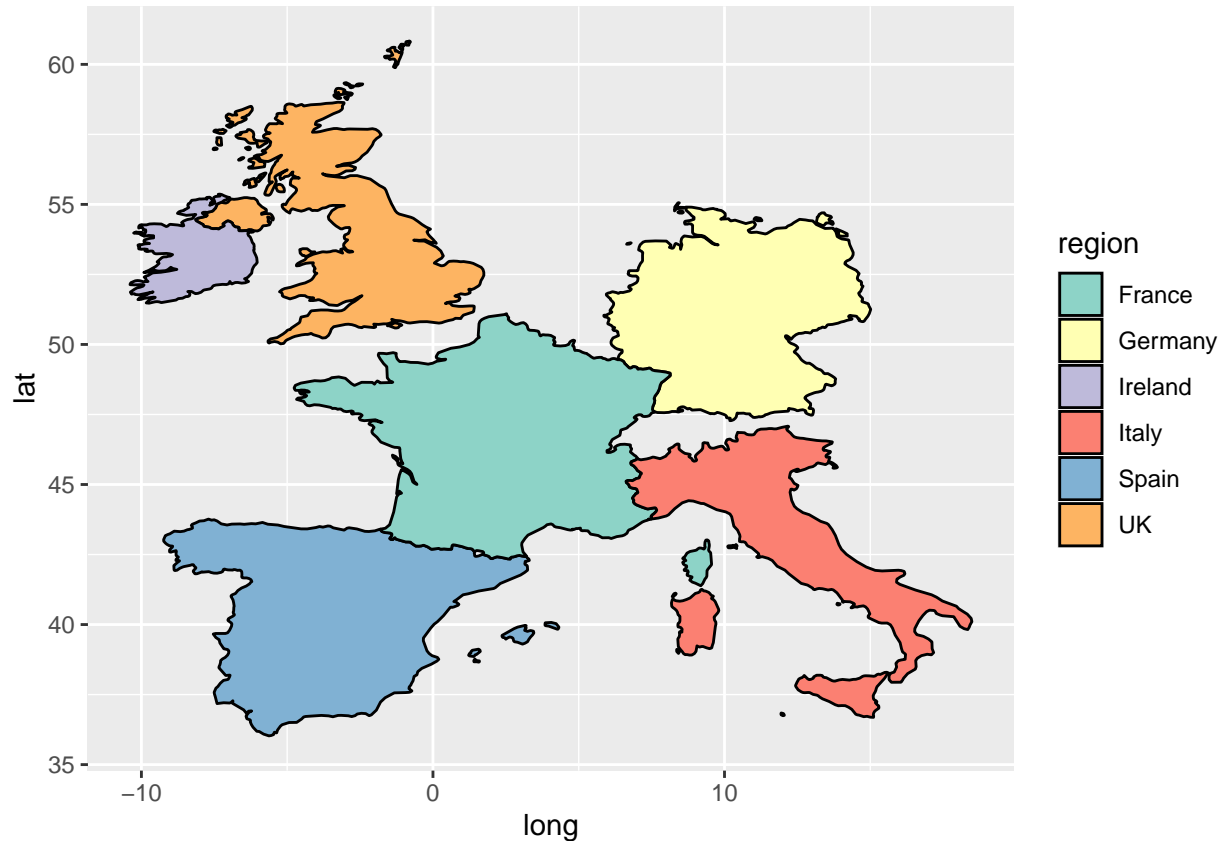 60
55
50
45
40
35
−10
0
10
long
lat
region
France
Germany
Ireland
Italy
Spain
UK